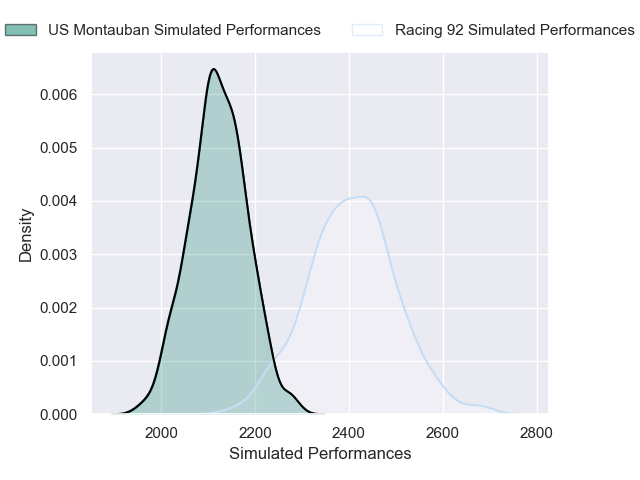 US Montauban Simulated Performances Racing 92 Simulated Performances
0.006
0.005
0.004
0.003
0.002
0.001
0.000
Density
2000 2200 2400 2600 2800
Simulated Performances